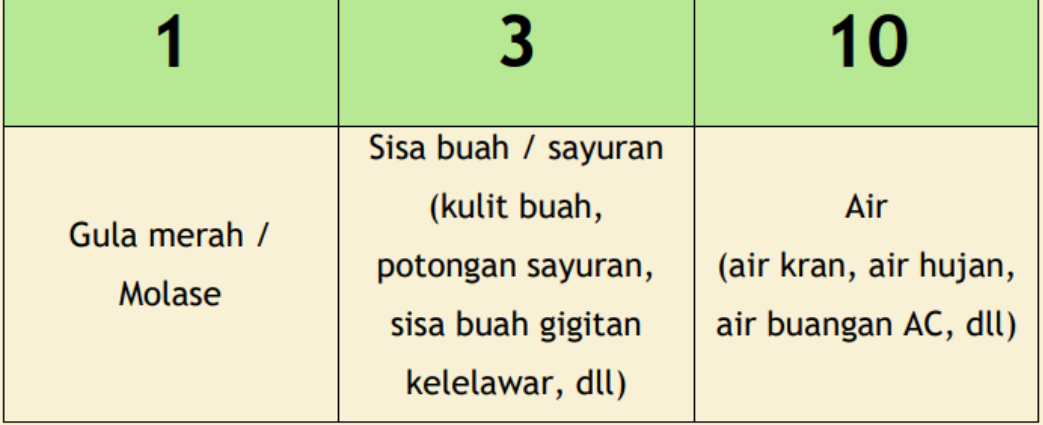 1
3
10
Gula merah /
Molase
Sisa buah / sayuran
(kulit buah,
potongan sayuran,
sisa buah gigitan
kelelawar, dll)
Air
(air kran, air hujan,
air buangan AC, dll)